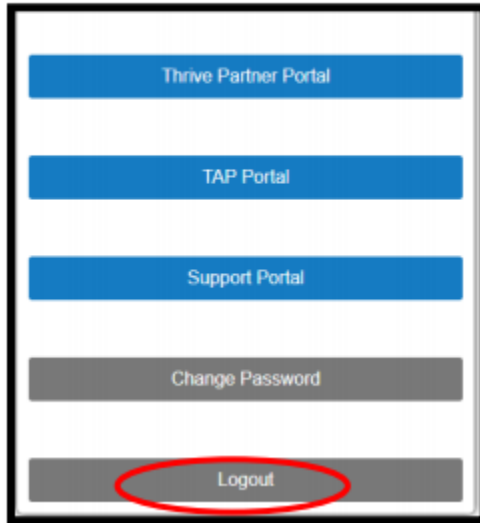 Thrive Partner Portal
TAP Portal
Support Portal
Change Password
Logout